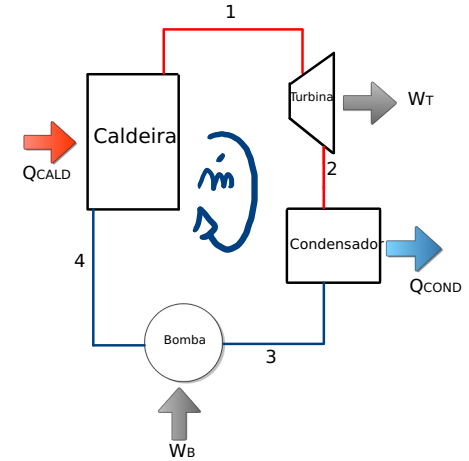 1
Turbina
WT
Caldeira
QCALD
ṁ
2
Condensador
QCOND
4
Bomba
3
WB